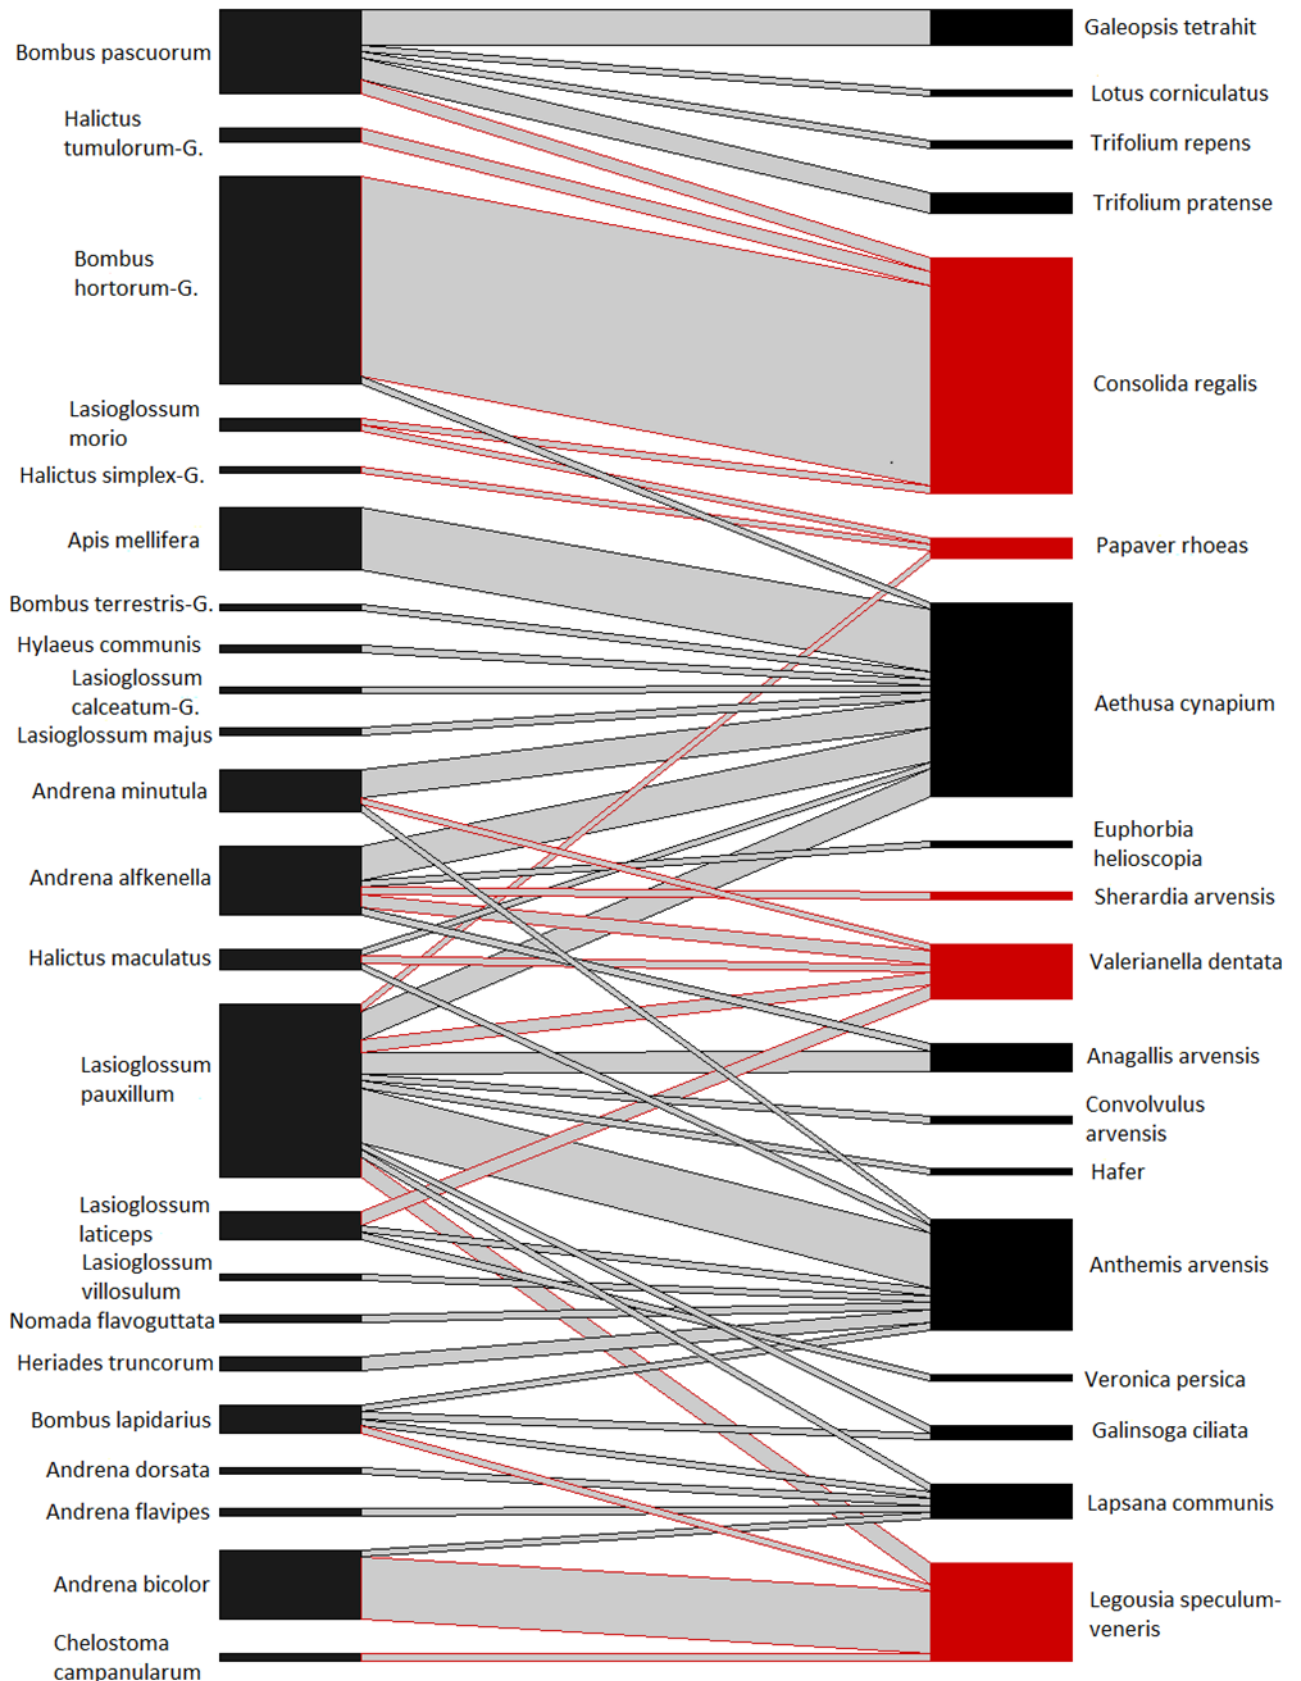 Bombus pascuorum
Halictus
tumulorum-G.
Bombus
hortorum-G.
Lasioglossum
morio
Halictus simplex-G.
Apis mellifera
Bombus terrestris-G.
Hylaeus communis
Lasioglossum
calceatum-G.
Lasioglossum majus
Andrena minutula
Andrena alfkenella
Halictus maculatus
Lasioglossum
pauxillum
Lasioglossum
laticeps
Lasioglossum
villosulum
Nomada flavoguttata
Heriades truncorum
Bombus lapidarius
Andrena dorsata
Andrena flavipes
Andrena bicolor
Chelostoma
campanularum
Galeopsis tetrahit
Lotus corniculatus
Trifolium repens
Trifolium pratense
Consolida regalis
Papaver rhoeas
Aethusa cynapium
Euphorbia
helioscopia
Sherardia arvensis
Valerianella dentata
Anagallis arvensis
Convolvulus
arvensis
Hafer
Anthemis arvensis
Veronica persica
Galinsoga ciliata
Lapsana communis
Legousia speculum-
veneris